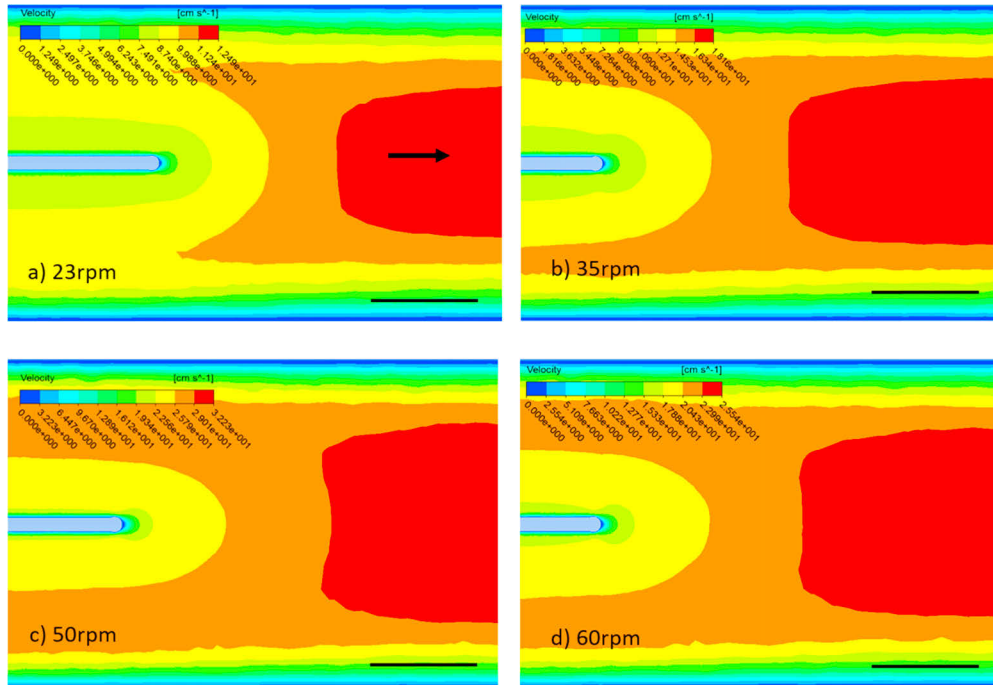 Velocity [cm s^-1]
0.000e+000
1.249e+000
2.497e+000
3.746e+000
4.994e+000
6.243e+000
7.491e+000
8.740e+000
9.988e+000
1.124e+001
1.249e+001
a) 23rpm
Velocity [cm s^-1]
0.000e+000
1.816e+000
3.632e+000
5.448e+000
7.264e+000
9.080e+000
1.090e+001
1.271e+001
1.453e+001
1.634e+001
1.816e+001
b) 35rpm
Velocity [cm s^-1]
0.000e+000
3.223e+000
6.447e+000
9.670e+000
1.289e+001
1.612e+001
1.934e+001
2.256e+001
2.579e+001
2.901e+001
3.223e+001
c) 50rpm
Velocity [cm s^-1]
0.000e+000
2.554e+000
5.109e+000
7.663e+000
1.022e+001
1.277e+001
1.533e+001
1.788e+001
2.043e+001
2.299e+001
2.554e+001
d) 60rpm